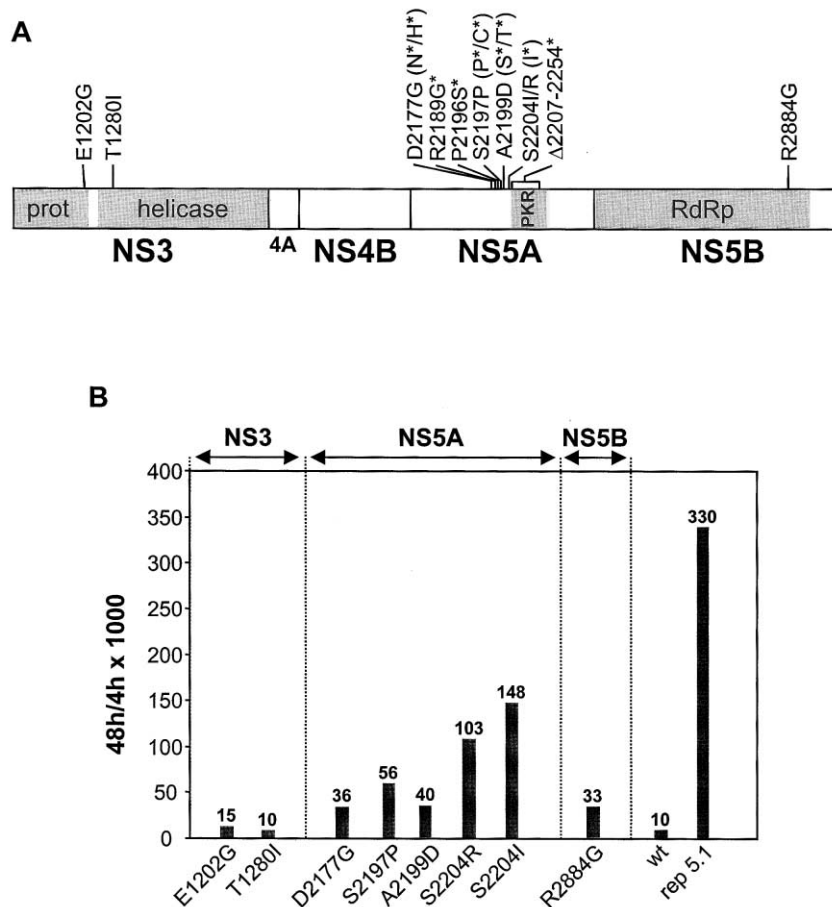 A
E1202G
T1280I
D2177G (N*/H*)
R2189G*
P2196S*
S2197P (P*/C*)
A2199D (S*/T*)
S2204I/R (I*)
Δ2207-2254*
R2884G
prot helicase PKR RdRp
NS3 4A NS4B NS5A NS5B
B
NS3 NS5A NS5B
48h/4h x 1000
400
350
300
250
200
150
100
50
0
15 10 36 56 40 103 148 33 10 330
E1202G
T1280I
D2177G
S2197P
A2199D
S2204R
S2204I
R2884G
wt
rep 5.1